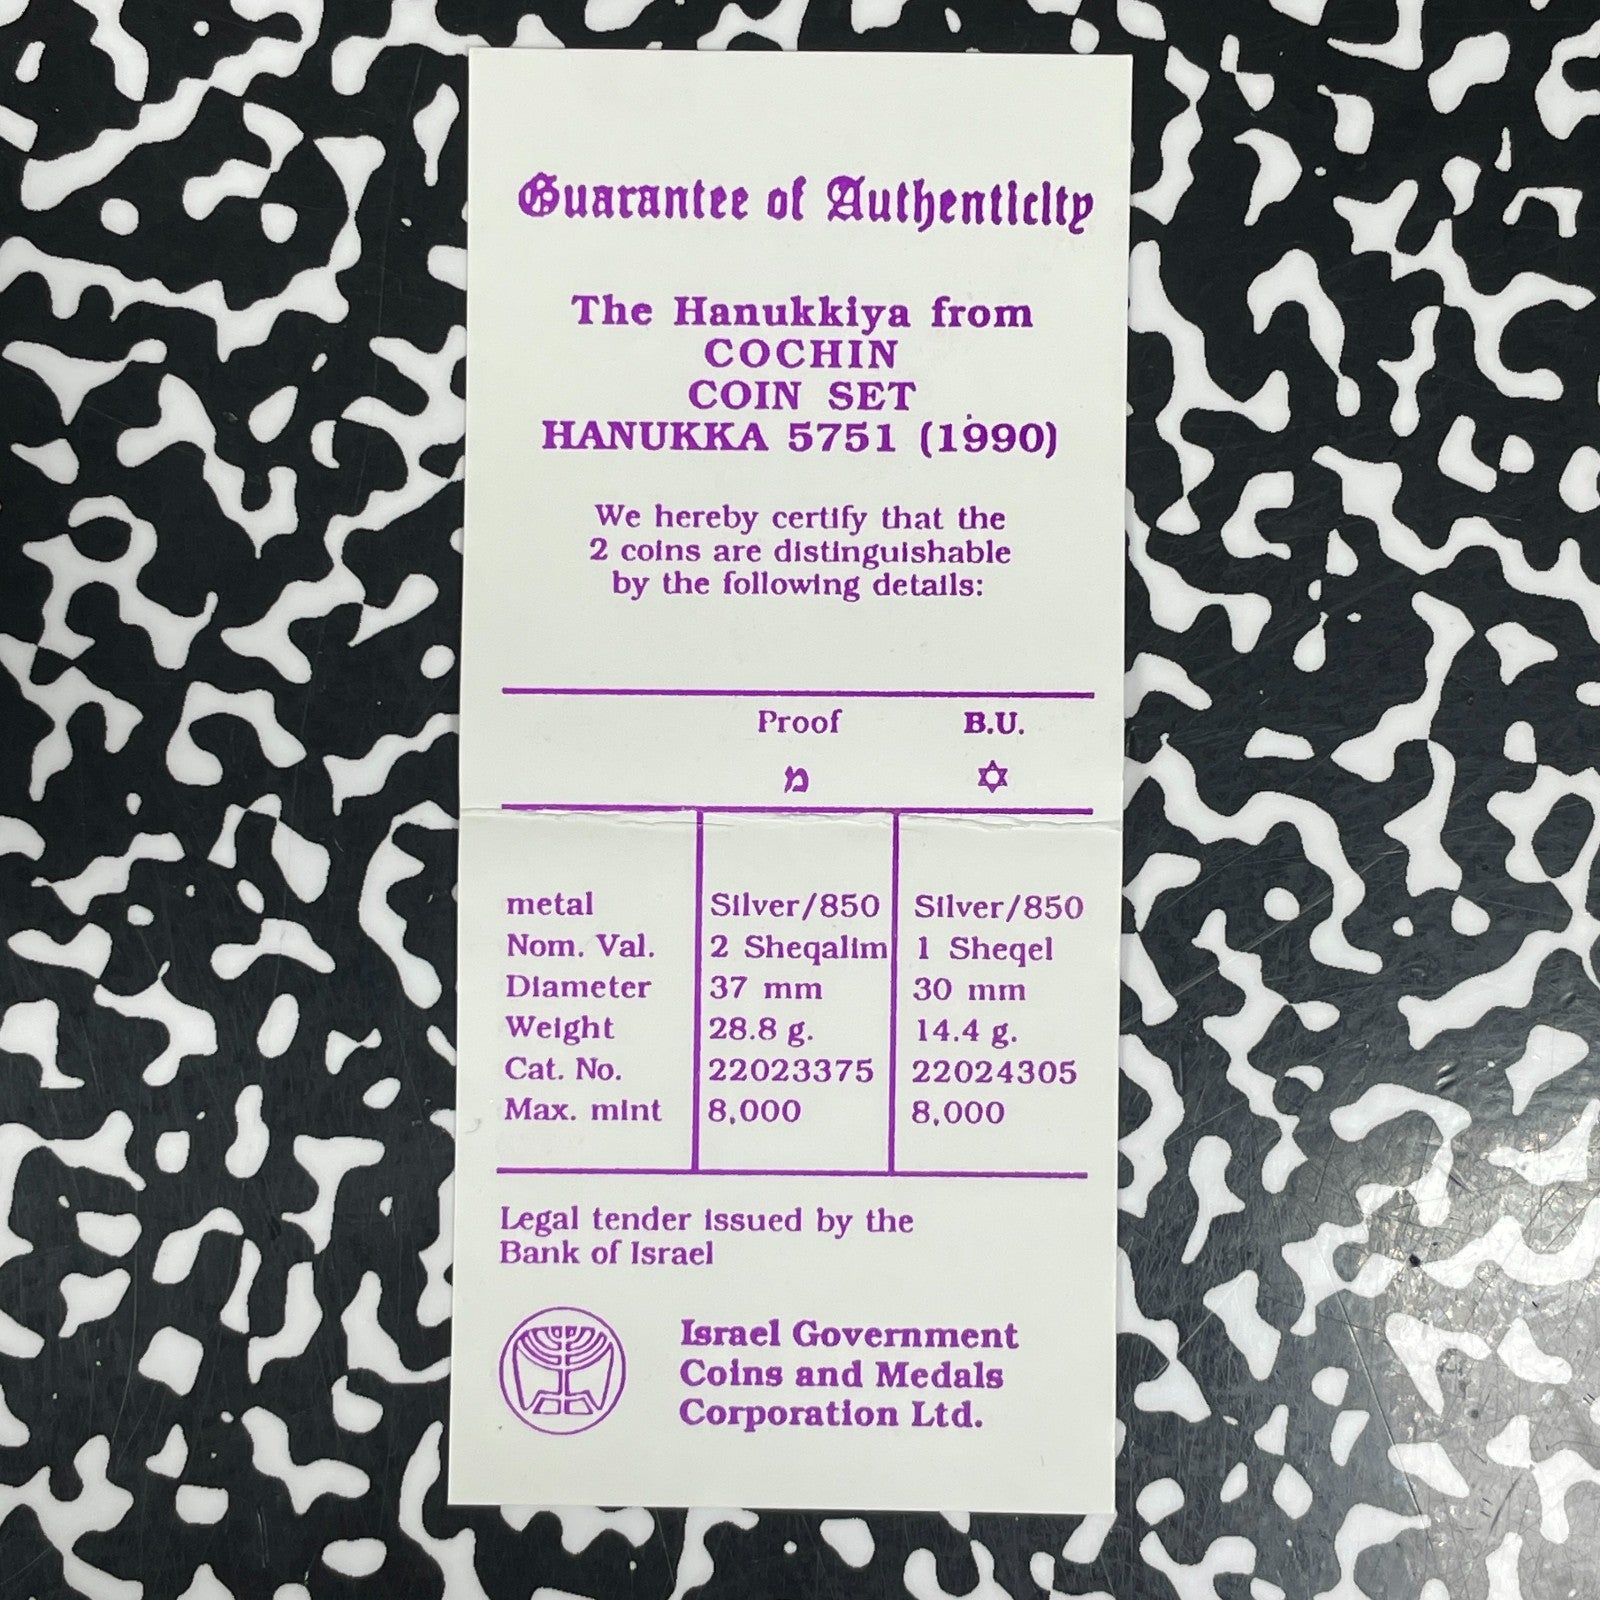 Guarantee of Authenticity
The Hanukkiya from
COCHIN
COIN SET
HANUKKA 5751 (1990)
We hereby certify that the
2 coins are distinguishable
by the following details:
Proof B.U.
מ ✡
metal Silver/850 Silver/850
Nom. Val. 2 Sheqalim 1 Sheqel
Diameter 37 mm 30 mm
Weight 28.8 g. 14.4 g.
Cat. No. 22023375 22024305
Max. mint 8,000 8,000
Legal tender issued by the
Bank of Israel
Israel Government
Coins and Medals
Corporation Ltd.